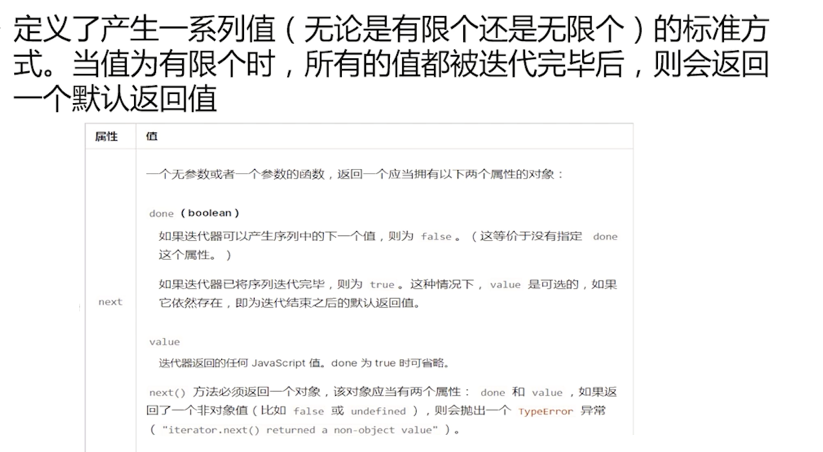 定义了产生一系列值（无论是有限个还是无限个）的标准方
式。当值为有限个时，所有的值都被迭代完毕后，则会返回
一个默认返回值
属性 值
一个无参数或者一个参数的函数，返回一个应当拥有以下两个属性的对象：
done（boolean）
如果迭代器可以产生序列中的下一个值，则为 false。（这等价于没有指定 done
这个属性。）
如果迭代器已将序列迭代完毕，则为 true。这种情况下，value 是可选的，如果
它依然存在，即为迭代结束之后的默认返回值。
next
value
迭代器返回的任何 JavaScript 值。done 为 true 时可省略。
next() 方法必须返回一个对象，该对象应当有两个属性： done 和 value，如果返
回了一个非对象值（比如 false 或 undefined），则会抛出一个 TypeError 异常
（"iterator.next() returned a non-object value"）。